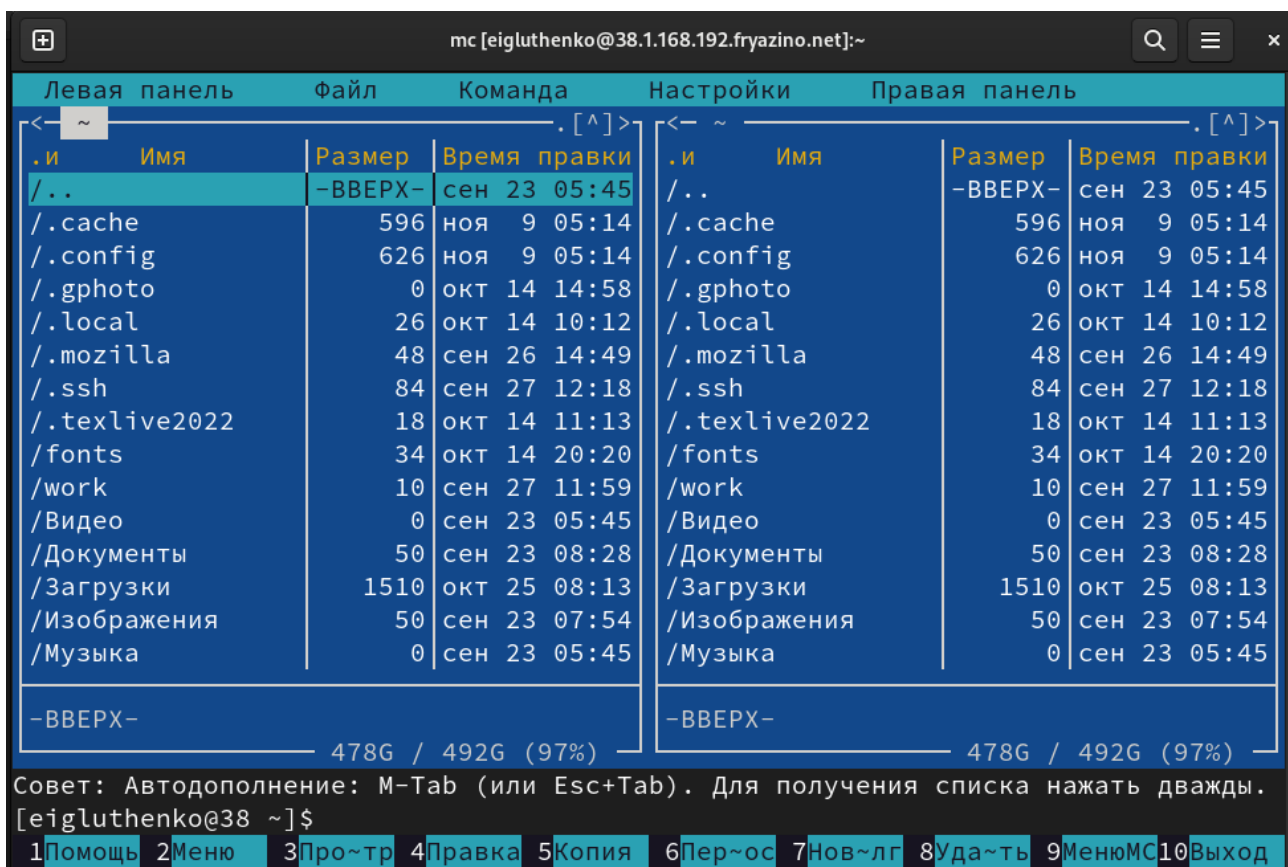 mc [eigluthenko@38.1.168.192.fryazino.net]:~
Левая панель Файл Команда Настройки Правая панель
<— ~ .[^]> <— ~ .[^]>
.и Имя Размер Время правки .и Имя Размер Время правки
/.. -ВВЕРХ- сен 23 05:45 /.. -ВВЕРХ- сен 23 05:45
/.cache 596 ноя 9 05:14 /.cache 596 ноя 9 05:14
/.config 626 ноя 9 05:14 /.config 626 ноя 9 05:14
/.gphoto 0 окт 14 14:58 /.gphoto 0 окт 14 14:58
/.local 26 окт 14 10:12 /.local 26 окт 14 10:12
/.mozilla 48 сен 26 14:49 /.mozilla 48 сен 26 14:49
/.ssh 84 сен 27 12:18 /.ssh 84 сен 27 12:18
/.texlive2022 18 окт 14 11:13 /.texlive2022 18 окт 14 11:13
/fonts 34 окт 14 20:20 /fonts 34 окт 14 20:20
/work 10 сен 27 11:59 /work 10 сен 27 11:59
/Видео 0 сен 23 05:45 /Видео 0 сен 23 05:45
/Документы 50 сен 23 08:28 /Документы 50 сен 23 08:28
/Загрузки 1510 окт 25 08:13 /Загрузки 1510 окт 25 08:13
/Изображения 50 сен 23 07:54 /Изображения 50 сен 23 07:54
/Музыка 0 сен 23 05:45 /Музыка 0 сен 23 05:45
-ВВЕРХ- -ВВЕРХ-
478G / 492G (97%) 478G / 492G (97%)
Совет: Автодополнение: M-Tab (или Esc+Tab). Для получения списка нажать дважды.
[eigluthenko@38 ~]$
1Помощь 2Меню 3Про~тр 4Правка 5Копия 6Пер~ос 7Нов~лг 8Уда~ть 9МенюMC10Выход